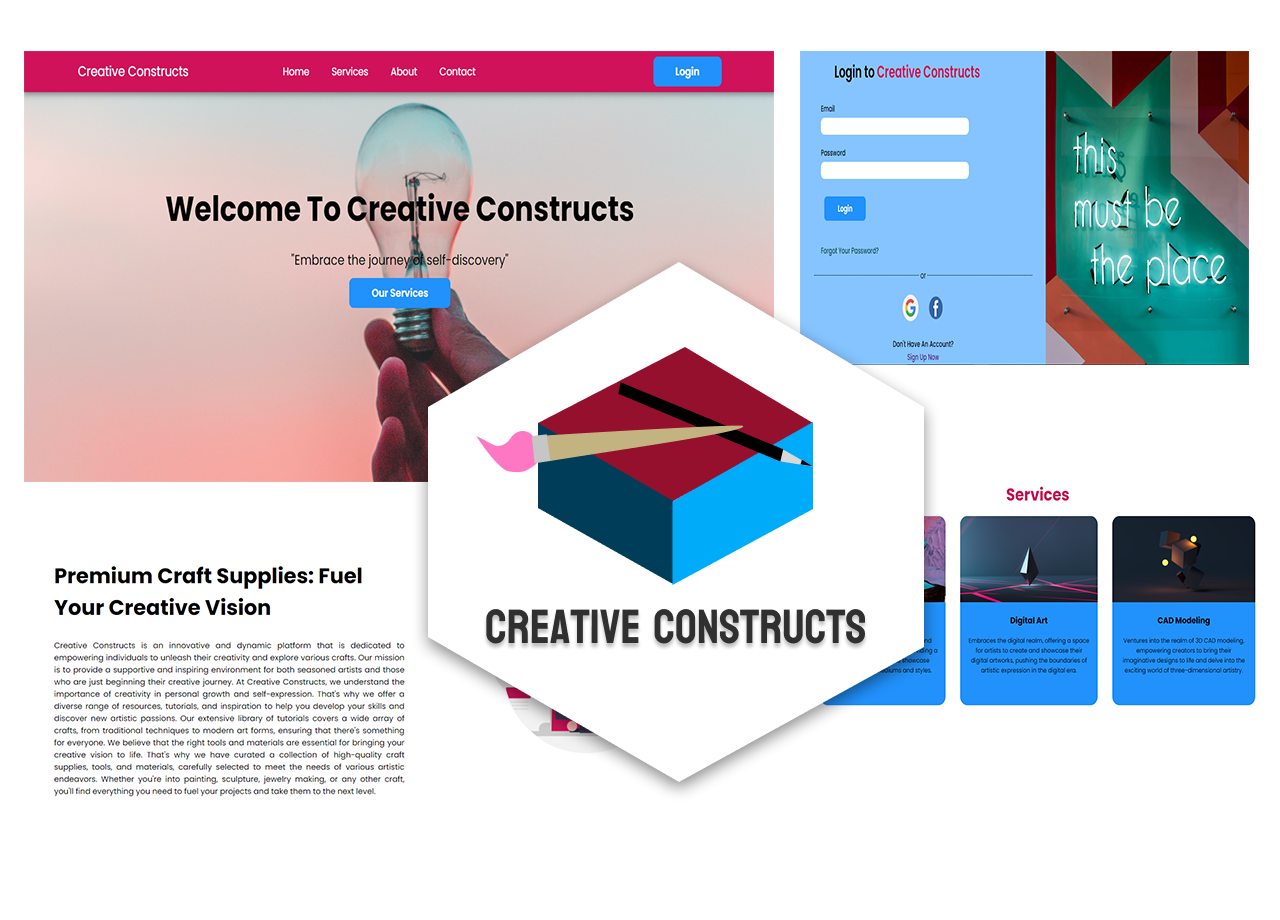 Creative Constructs
Home
Services
About
Contact
Login
Welcome To Creative Constructs
"Embrace the journey of self-discovery"
Our Services
Login to Creative Constructs
Email
Password
Login
Forgot Your Password?
or
Don't Have An Account?
Sign Up Now
this
must be
the place
CREATIVE CONSTRUCTS
Premium Craft Supplies: Fuel
Your Creative Vision
Creative Constructs is an innovative and dynamic platform that is dedicated to
empowering individuals to unleash their creativity and explore various crafts. Our mission
is to provide a supportive and inspiring environment for both seasoned artists and those
who are just beginning their creative journey. At Creative Constructs, we understand the
importance of creativity in personal growth and self-expression. That's why we offer a
diverse range of resources, tutorials, and inspiration to help you develop your skills and
discover new artistic passions. Our extensive library of tutorials covers a wide array of
crafts, from traditional techniques to modern art forms, ensuring that there's something
for everyone. We believe that the right tools and materials are essential for bringing your
creative vision to life. That's why we have curated a collection of high-quality craft
supplies, tools, and materials, carefully selected to meet the needs of various artistic
endeavors. Whether you're into painting, sculpture, jewelry making, or any other craft,
you'll find everything you need to fuel your projects and take them to the next level.
Services
and styles.
Digital Art
Embraces the digital realm, offering a space
for artists to create and showcase their
digital artworks, pushing the boundaries of
artistic expression in the digital era.
CAD Modeling
Ventures into the realm of 3D CAD modeling,
empowering creators to bring their
imaginative designs to life and delve into the
exciting world of three-dimensional artistry.